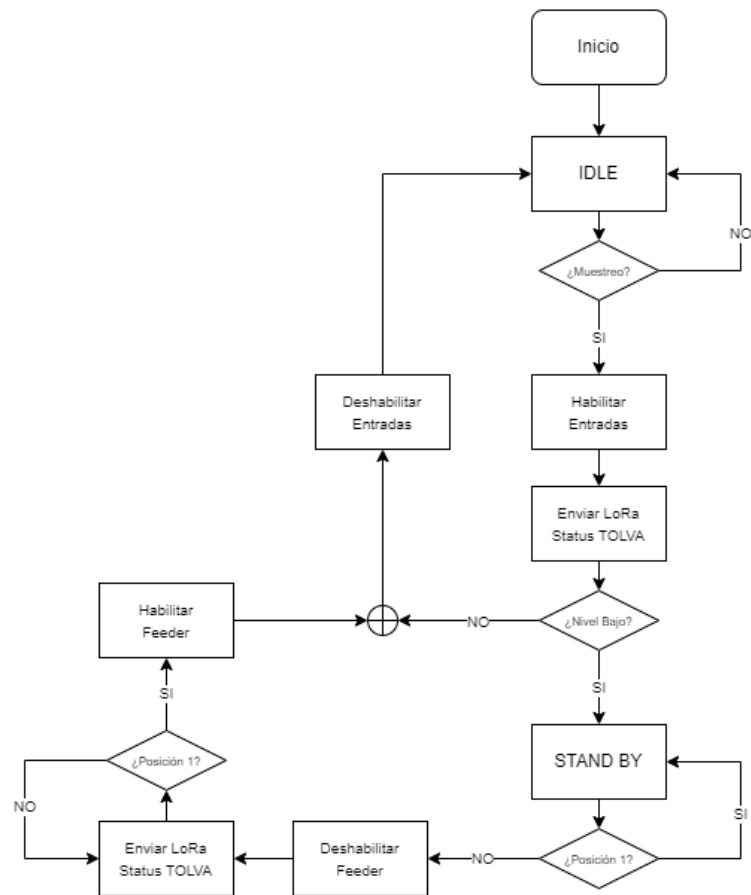 Inicio
IDLE
NO
¿Muestreo?
SI
Deshabilitar
Entradas
Habilitar
Entradas
Enviar LoRa
Status TOLVA
Habilitar
Feeder
NO
¿Nivel Bajo?
SI
SI
STAND BY
¿Posición 1?
NO
SI
Enviar LoRa
Status TOLVA
Deshabilitar
Feeder
NO
¿Posición 1?